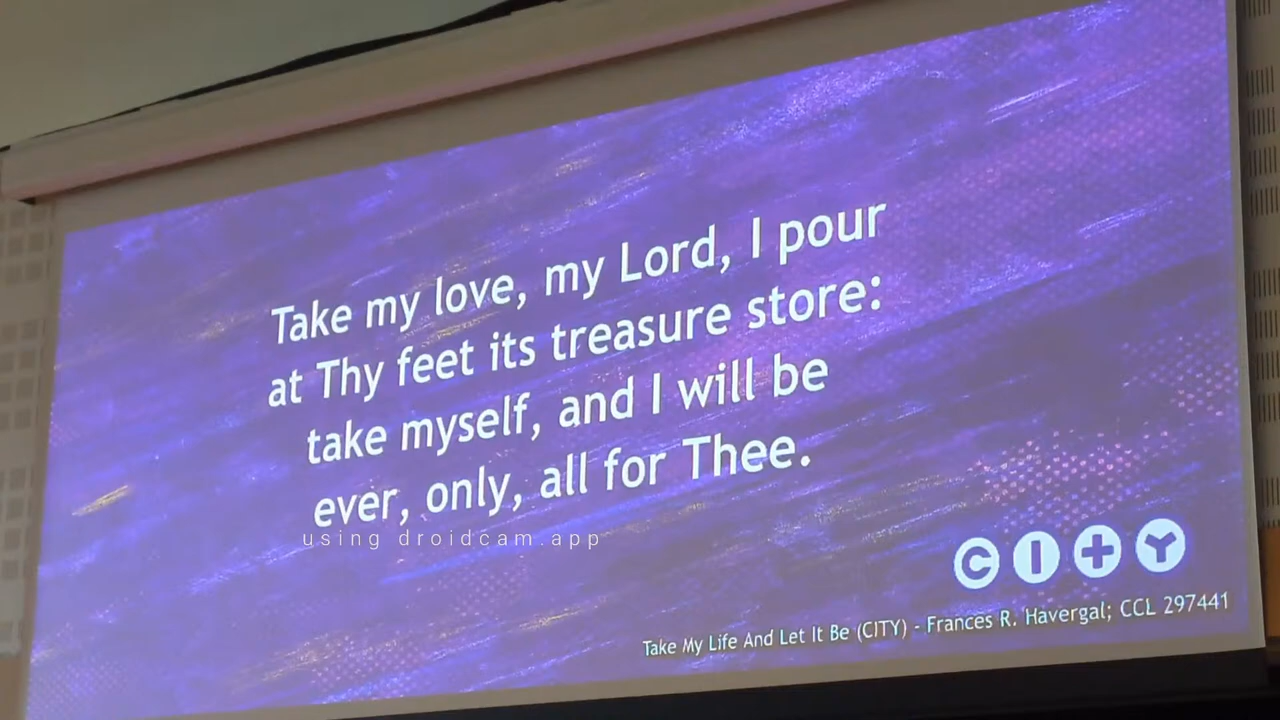 Take my love, my Lord, I pour
at Thy feet its treasure store:
take myself, and I will be
ever, only, all for Thee.
using droidcam.app
CITY
Take My Life And Let It Be (CITY) - Frances R. Havergal; CCL 297441